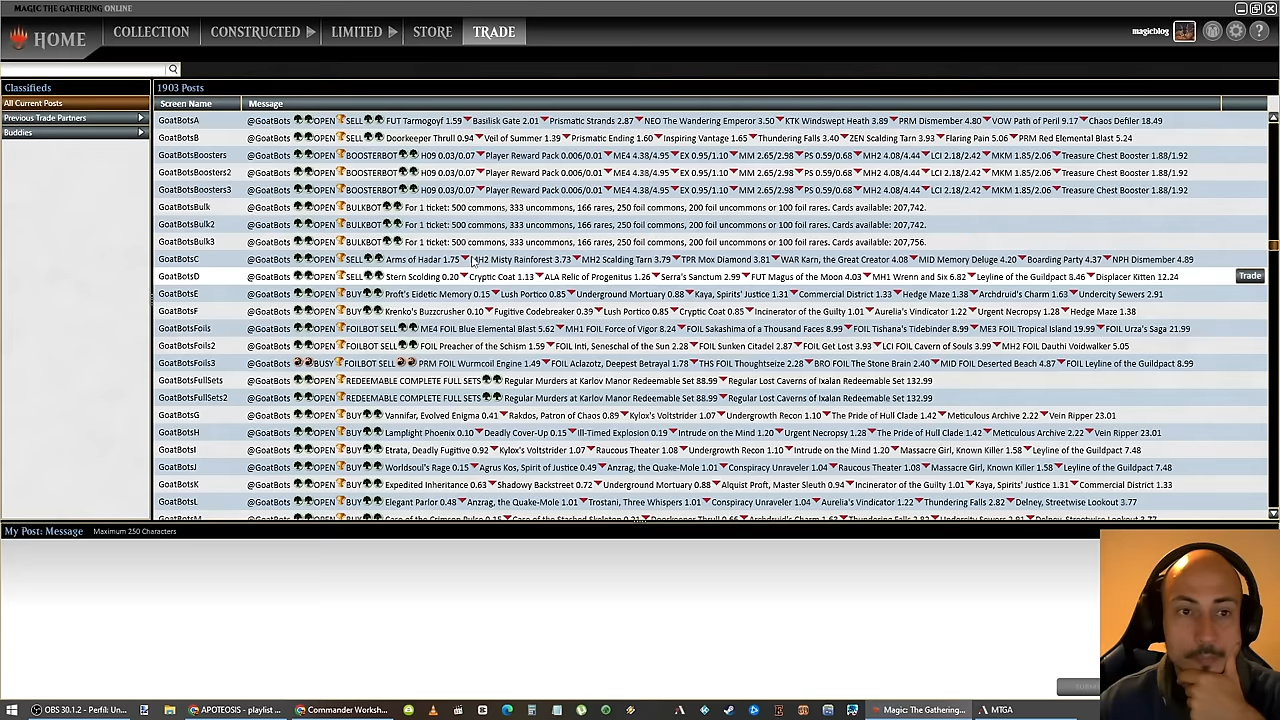 MAGIC THE GATHERING ONLINE
HOME
COLLECTION
CONSTRUCTED
LIMITED
STORE
TRADE
magicblog
Classifieds
All Current Posts
Previous Trade Partners
Buddies
1903 Posts
Screen Name Message
GoatBotsA @GoatBots OPEN SELL FUT Tarmogoyf 1.59 Basilisk Gate 2.01 Prismatic Strands 2.87 NEO The Wandering Emperor 3.50 KTK Windswept Heath 3.89 PRM Dismember 4.80 VOW Path of Peril 9.17 Chaos Defiler 18.49
GoatBotsB @GoatBots OPEN SELL Doorkeeper Thrull 0.94 Veil of Summer 1.39 Prismatic Ending 1.60 Inspiring Vantage 1.65 Thundering Falls 3.40 ZEN Scalding Tarn 3.93 Flaring Pain 5.06 PRM Red Elemental Blast 5.24
GoatBotsBoosters @GoatBots OPEN BOOSTERBOT H09 0.03/0.07 Player Reward Pack 0.006/0.01 ME4 4.38/4.95 EX 0.95/1.10 MM 2.65/2.98 PS 0.59/0.68 MH2 4.08/4.44 LCI 2.18/2.42 MKM 1.85/2.06 Treasure Chest Booster 1.88/1.92
GoatBotsBoosters2 @GoatBots OPEN BOOSTERBOT H09 0.03/0.07 Player Reward Pack 0.006/0.01 ME4 4.38/4.95 EX 0.95/1.10 MM 2.65/2.98 PS 0.59/0.68 MH2 4.08/4.44 LCI 2.18/2.42 MKM 1.85/2.06 Treasure Chest Booster 1.88/1.92
GoatBotsBoosters3 @GoatBots OPEN BOOSTERBOT H09 0.03/0.07 Player Reward Pack 0.006/0.01 ME4 4.38/4.95 EX 0.95/1.10 MM 2.65/2.98 PS 0.59/0.68 MH2 4.08/4.44 LCI 2.18/2.42 MKM 1.85/2.06 Treasure Chest Booster 1.88/1.92
GoatBotsBulk @GoatBots OPEN BULKBOT For 1 ticket: 500 commons, 333 uncommons, 166 rares, 250 foil commons, 200 foil uncommons or 100 foil rares. Cards available: 207,742.
GoatBotsBulk2 @GoatBots OPEN BULKBOT For 1 ticket: 500 commons, 333 uncommons, 166 rares, 250 foil commons, 200 foil uncommons or 100 foil rares. Cards available: 207,742.
GoatBotsBulk3 @GoatBots OPEN BULKBOT For 1 ticket: 500 commons, 333 uncommons, 166 rares, 250 foil commons, 200 foil uncommons or 100 foil rares. Cards available: 207,756.
GoatBotsC @GoatBots OPEN SELL Arms of Hadar 1.75 MH2 Misty Rainforest 3.73 MH2 Scalding Tarn 3.79 TPR Mox Diamond 3.81 WAR Karn, the Great Creator 4.08 MID Memory Deluge 4.20 Boarding Party 4.37 NPH Dismember 4.89
GoatBotsD @GoatBots OPEN SELL Stern Scolding 0.20 Cryptic Coat 1.13 ALA Relic of Progenitus 1.26 Serra's Sanctum 2.99 FUT Magus of the Moon 4.03 MH1 Wrenn and Six 6.82 Leyline of the Guildpact 8.46 Displacer Kitten 12.24 Trade
GoatBotsE @GoatBots OPEN BUY Proft's Eidetic Memory 0.15 Lush Portico 0.85 Underground Mortuary 0.88 Kaya, Spirits' Justice 1.31 Commercial District 1.33 Hedge Maze 1.38 Archdruid's Charm 1.63 Undercity Sewers 2.91
GoatBotsF @GoatBots OPEN BUY Krenko's Buzzcrusher 0.10 Fugitive Codebreaker 0.39 Lush Portico 0.85 Cryptic Coat 0.85 Incinerator of the Guilty 1.01 Aurelia's Vindicator 1.22 Urgent Necropsy 1.28 Hedge Maze 1.38
GoatBotsFoils @GoatBots OPEN FOILBOT SELL ME4 FOIL Blue Elemental Blast 5.62 MH1 FOIL Force of Vigor 8.24 FOIL Sakashima of a Thousand Faces 8.99 FOIL Tishana's Tidebinder 8.99 ME3 FOIL Tropical Island 19.99 FOIL Urza's Saga 21.99
GoatBotsFoils2 @GoatBots OPEN FOILBOT SELL FOIL Preacher of the Schism 1.59 FOIL Inti, Seneschal of the Sun 2.28 FOIL Sunken Citadel 2.87 FOIL Get Lost 3.93 LCI FOIL Cavern of Souls 3.99 MH2 FOIL Dauthi Voidwalker 5.05
GoatBotsFoils3 @GoatBots BUSY FOILBOT SELL PRM FOIL Wurmcoil Engine 1.49 FOIL Aclazotz, Deepest Betrayal 1.78 THS FOIL Thoughtseize 2.28 BRO FOIL The Stone Brain 2.40 MID FOIL Deserted Beach 4.87 FOIL Leyline of the Guildpact 8.99
GoatBotsFullSets @GoatBots OPEN REDEEMABLE COMPLETE FULL SETS Regular Murders at Karlov Manor Redeemable Set 88.99 Regular Lost Caverns of Ixalan Redeemable Set 132.99
GoatBotsFullSets2 @GoatBots OPEN REDEEMABLE COMPLETE FULL SETS Regular Murders at Karlov Manor Redeemable Set 88.99 Regular Lost Caverns of Ixalan Redeemable Set 132.99
GoatBotsG @GoatBots OPEN BUY Vannifar, Evolved Enigma 0.41 Rakdos, Patron of Chaos 0.89 Kylox's Voltstrider 1.07 Undergrowth Recon 1.10 The Pride of Hull Clade 1.42 Meticulous Archive 2.22 Vein Ripper 23.01
GoatBotsH @GoatBots OPEN BUY Lamplight Phoenix 0.10 Deadly Cover-Up 0.15 Ill-Timed Explosion 0.19 Intrude on the Mind 1.20 Urgent Necropsy 1.28 The Pride of Hull Clade 1.42 Meticulous Archive 2.22 Vein Ripper 23.01
GoatBotsI @GoatBots OPEN BUY Etrata, Deadly Fugitive 0.92 Kylox's Voltstrider 1.07 Raucous Theater 1.08 Undergrowth Recon 1.10 Intrude on the Mind 1.20 Massacre Girl, Known Killer 1.58 Leyline of the Guildpact 7.48
GoatBotsJ @GoatBots OPEN BUY Worldsoul's Rage 0.15 Agrus Kos, Spirit of Justice 0.49 Anzrag, the Quake-Mole 1.01 Conspiracy Unraveler 1.04 Raucous Theater 1.08 Massacre Girl, Known Killer 1.58 Leyline of the Guildpact 7.48
GoatBotsK @GoatBots OPEN BUY Expedited Inheritance 0.63 Shadowy Backstreet 0.72 Underground Mortuary 0.88 Alquist Proft, Master Sleuth 0.94 Incinerator of the Guilty 1.01 Kaya, Spirits' Justice 1.31 Commercial District 1.33
GoatBotsL @GoatBots OPEN BUY Elegant Parlor 0.48 Anzrag, the Quake-Mole 1.01 Trostani, Three Whispers 1.01 Conspiracy Unraveler 1.04 Aurelia's Vindicator 1.22 Thundering Falls 2.82 Delney, Streetwise Lookout 3.77
My Post: Message Maximum 250 Characters
OBS 30.1.2 - Perfil: Un...
APOTEOSIS - playlist ...
Commander Worksh...
Magic: The Gathering...
MTGA